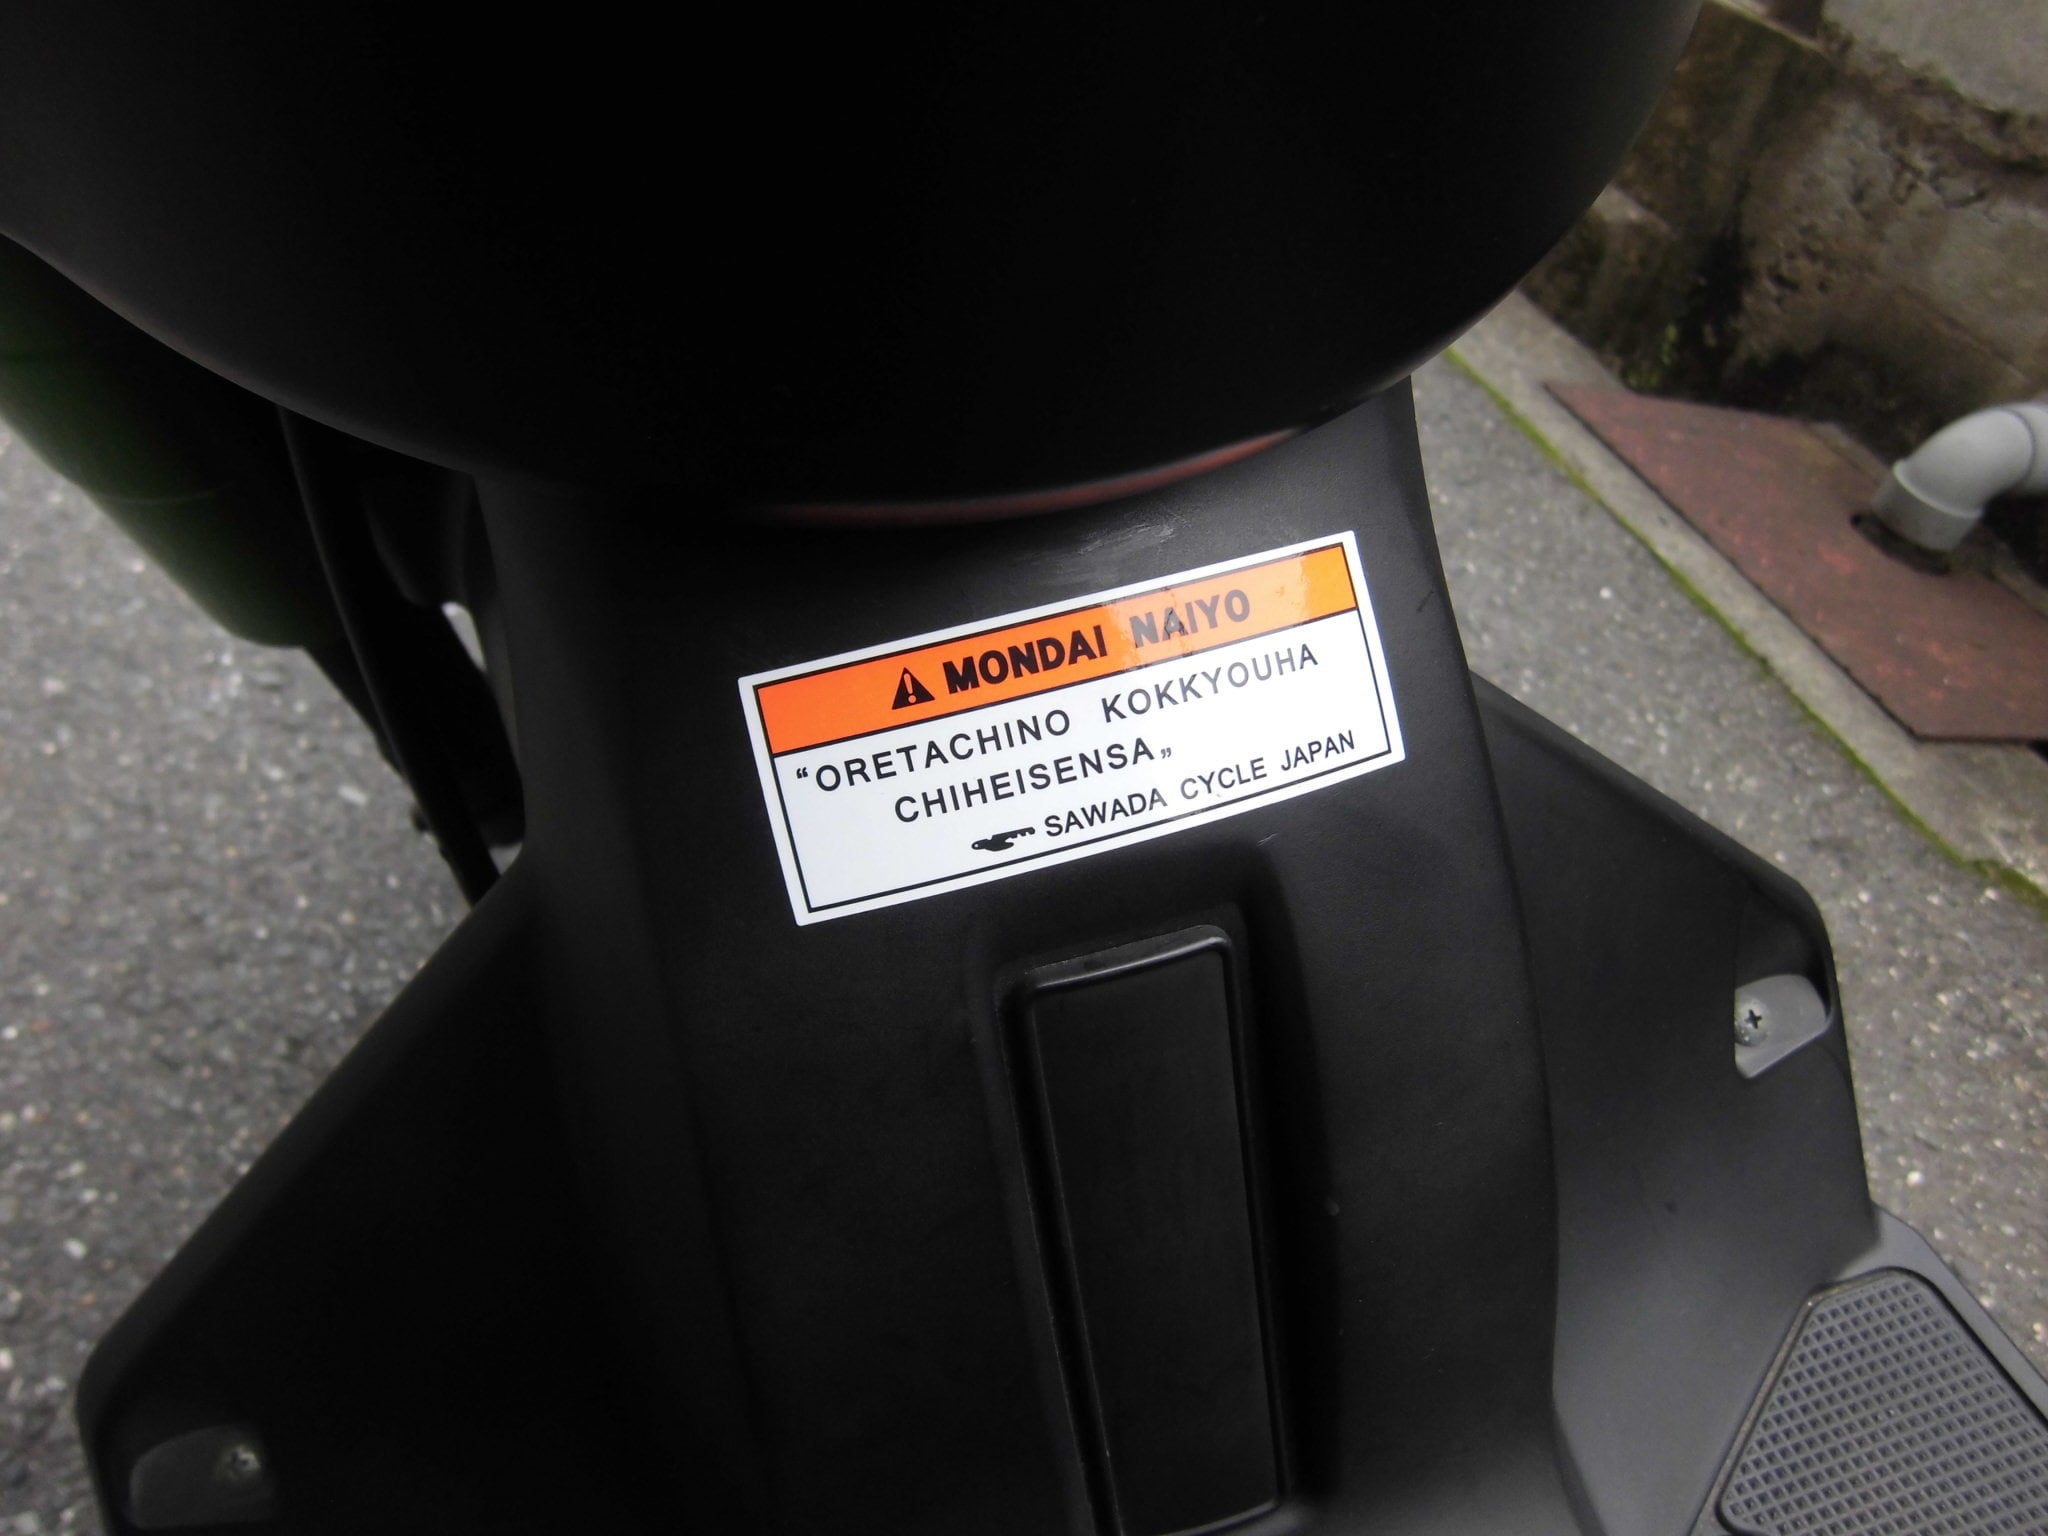 MONDAI NAIYO
“ORETACHINO KOKKYOUHA
CHIHEISENSA„
SAWADA CYCLE JAPAN